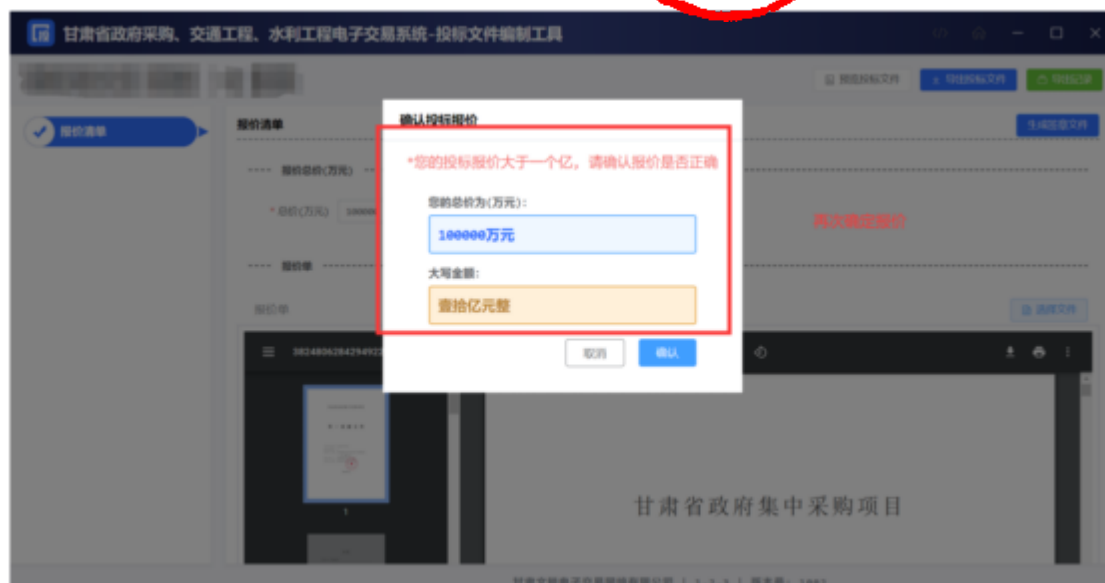 甘肃省政府采购、交通工程、水利工程电子交易系统-投标文件编制工具
预览投标文件
导出投标文件
导出记录
报价清单
报价清单
生成签章文件
报价总价(万元)
*总价(万元)
再次确定报价
确认投标报价
*您的投标报价大于一个亿，请确认报价是否正确
您的总价为(万元):
100000万元
大写金额:
壹拾亿元整
取消
确认
报价单
报价单
选择文件
1
甘肃省政府集中采购项目